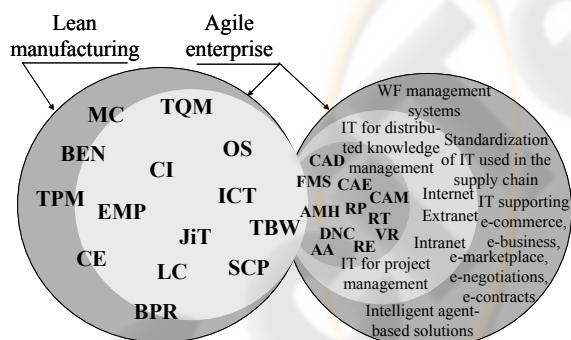 Lean
manufacturing
Agile
enterprise
MC
TQM
BEN
OS
CI
TPM
EMP
ICT
JiT
TBW
CE
LC
SCP
BPR
WF management
systems
IT for distribu-
ted knowledge
management
CAD
FMS
CAE
CAM
AMH
RP
RT
DNC
VR
AA
RE
IT for project
management
Internet
Extranet
Intranet
Standardization
of IT used in the
supply chain
IT supporting
e-commerce,
e-business,
e-marketplace,
e-negotiations,
e-contracts
Intelligent agent-
based solutions